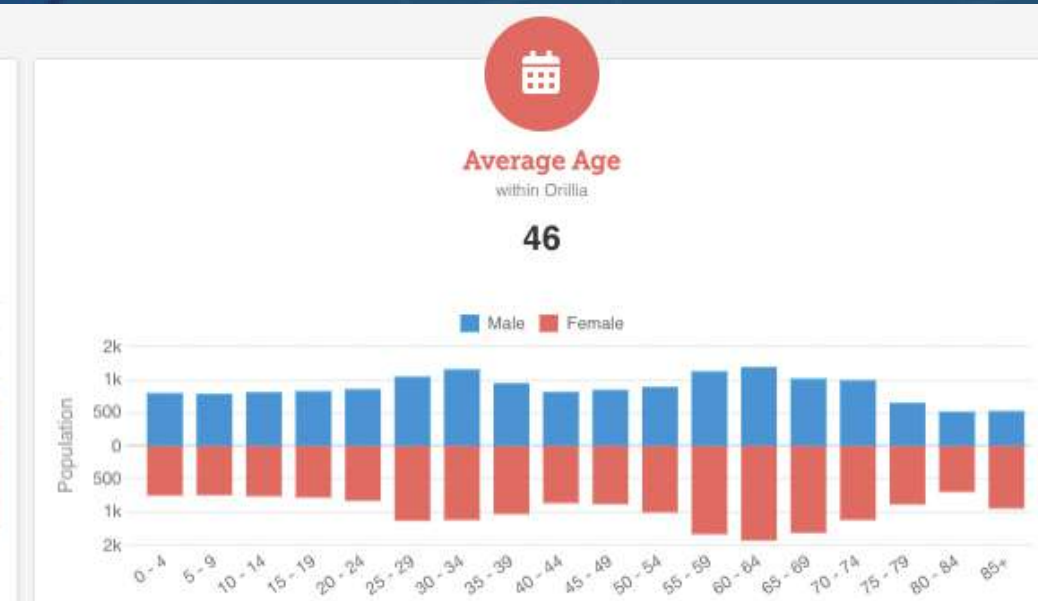 Average Age
within Orillia
46
Male Female
2k
1k
500
0
500
1k
2k
Population
0 - 4 5 - 9 10 - 14 15 - 19 20 - 24 25 - 29 30 - 34 35 - 39 40 - 44 45 - 49 50 - 54 55 - 59 60 - 64 65 - 69 70 - 74 75 - 79 80 - 84 85+